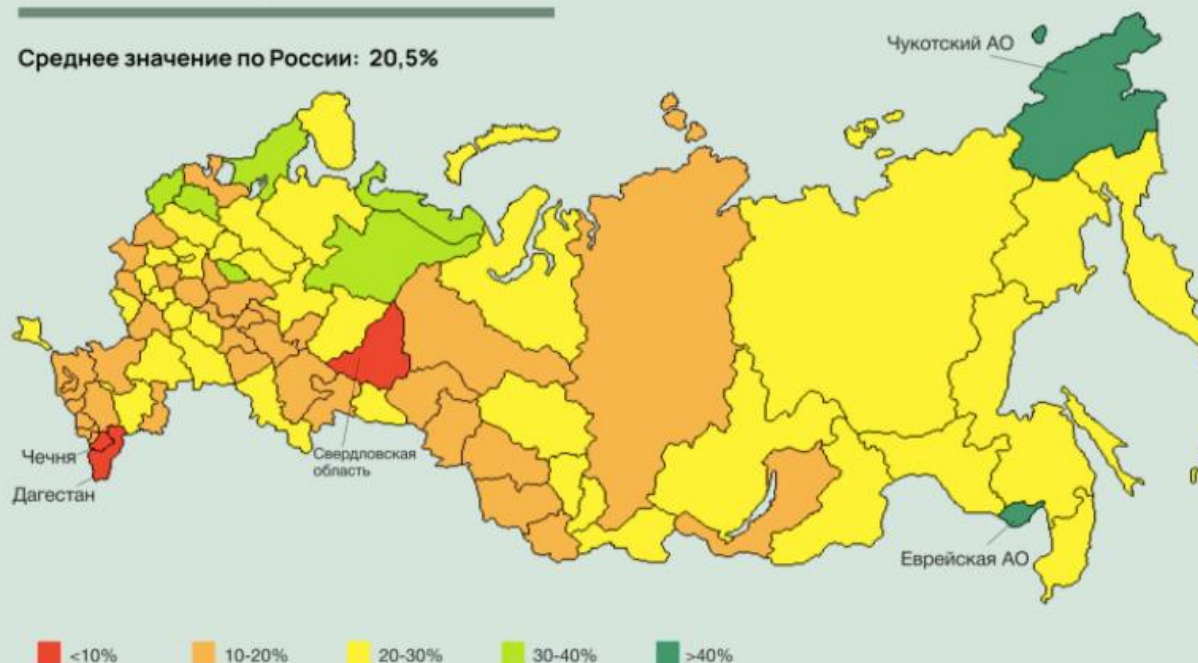 Среднее значение по России: 20,5%
Чукотский АО
Чечня
Дагестан
Свердловская
область
Еврейская АО
<10%
10-20%
20-30%
30-40%
>40%